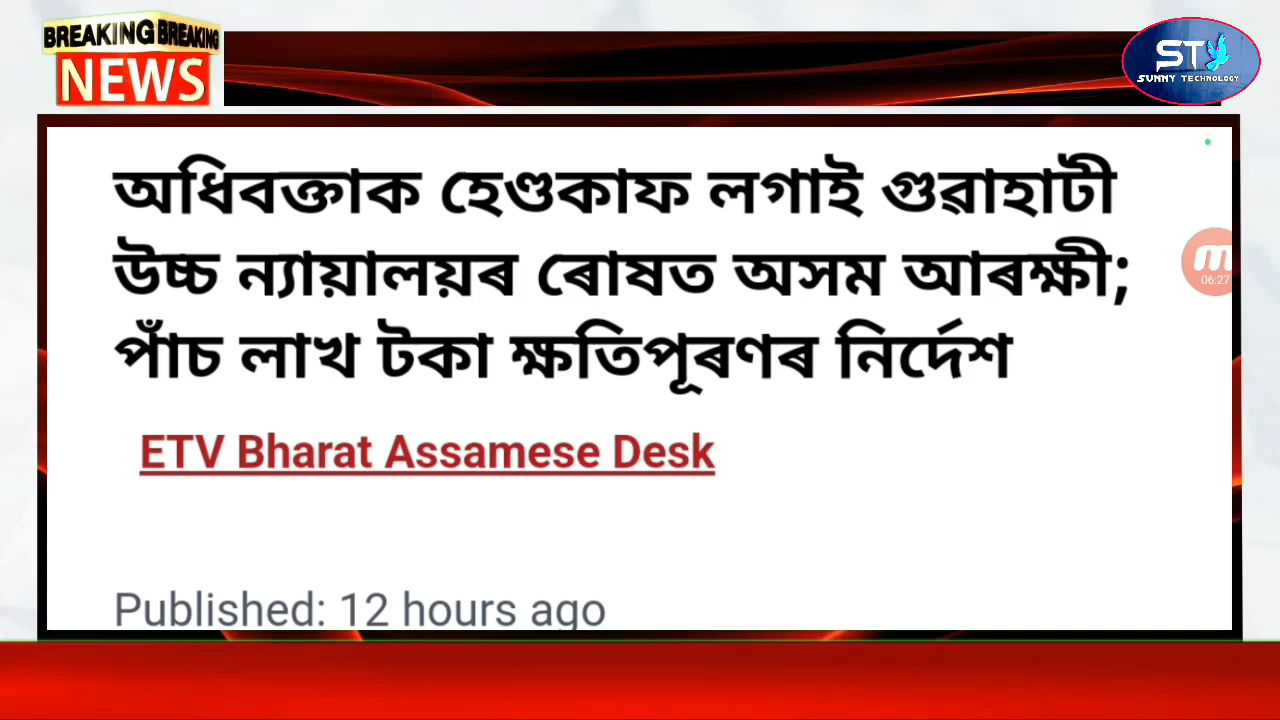 BREAKING BREAKING
NEWS
ST
SUNNY TECHNOLOGY
অধিবক্তাক হেণ্ডকাফ লগাই গুৱাহাটী
উচ্চ ন্যায়ালয়ৰ ৰোষত অসম আৰক্ষী;
পাঁচ লাখ টকা ক্ষতিপূৰণৰ নিৰ্দেশ
06:27
ETV Bharat Assamese Desk
Published: 12 hours ago